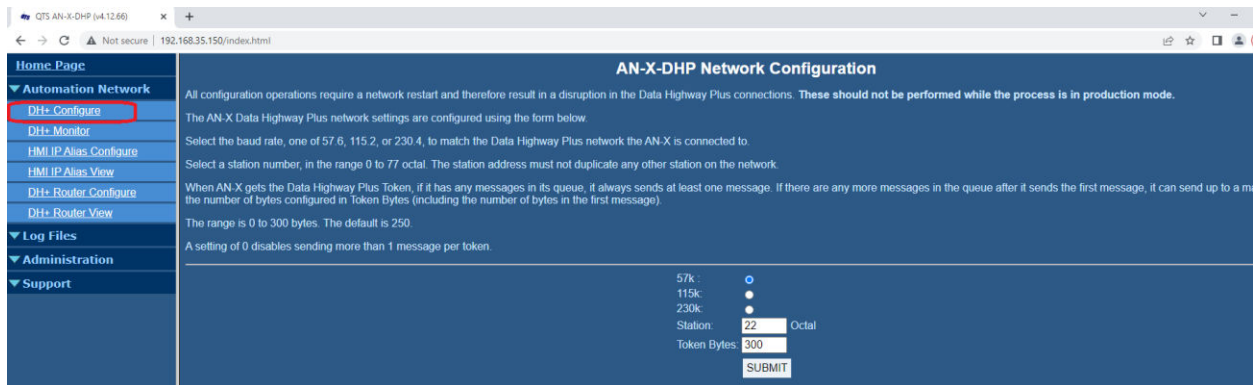 QTS AN-X-DHP (v4.12.66)
Not secure | 192.168.35.150/index.html
Home Page
Automation Network
DH+ Configure
DH+ Monitor
HMI IP Alias Configure
HMI IP Alias View
DH+ Router Configure
DH+ Router View
Log Files
Administration
Support
AN-X-DHP Network Configuration
All configuration operations require a network restart and therefore result in a disruption in the Data Highway Plus connections. These should not be performed while the process is in production mode.
The AN-X Data Highway Plus network settings are configured using the form below.
Select the baud rate, one of 57.6, 115.2, or 230.4, to match the Data Highway Plus network the AN-X is connected to.
Select a station number, in the range 0 to 77 octal. The station address must not duplicate any other station on the network.
When AN-X gets the Data Highway Plus Token, if it has any messages in its queue, it always sends at least one message. If there are any more messages in the queue after it sends the first message, it can send up to a
the number of bytes configured in Token Bytes (including the number of bytes in the first message).
The range is 0 to 300 bytes. The default is 250.
A setting of 0 disables sending more than 1 message per token.
57k :
115k:
230k:
Station: 22 Octal
Token Bytes: 300
SUBMIT